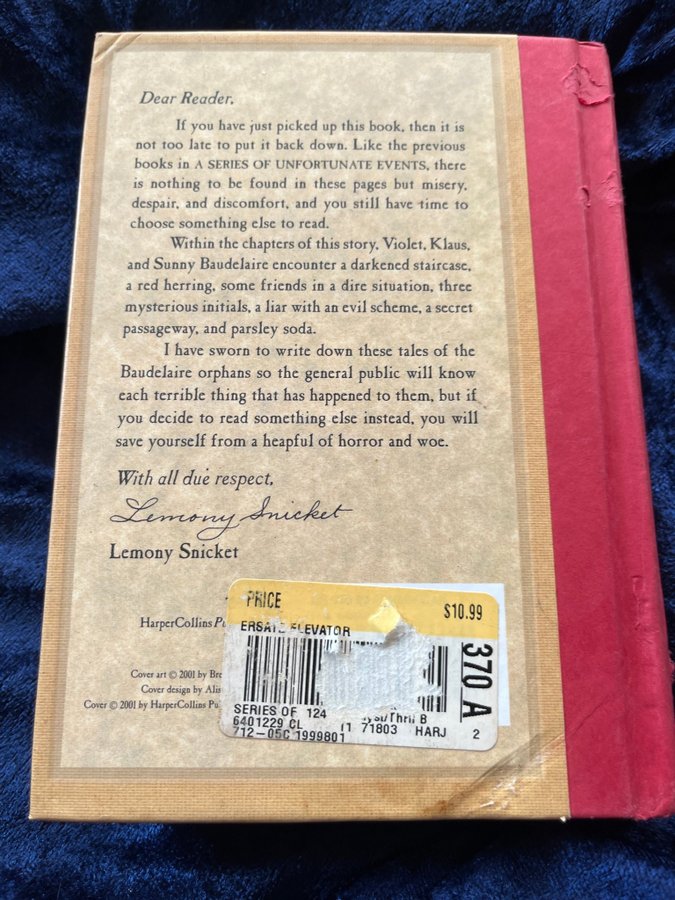 Dear Reader,
If you have just picked up this book, then it is
not too late to put it back down. Like the previous
books in A SERIES OF UNFORTUNATE EVENTS, there
is nothing to be found in these pages but misery,
despair, and discomfort, and you still have time to
choose something else to read.
Within the chapters of this story, Violet, Klaus,
and Sunny Baudelaire encounter a darkened staircase,
a red herring, some friends in a dire situation, three
mysterious initials, a liar with an evil scheme, a secret
passageway, and parsley soda.
I have sworn to write down these tales of the
Baudelaire orphans so the general public will know
each terrible thing that has happened to them, but if
you decide to read something else instead, you will
save yourself from a heapful of horror and woe.
With all due respect,
Lemony Snicket
Lemony Snicket
HarperCollins
Cover art © 2001 by
Cover design by
Cover © 2001 by HarperCollins
PRICE
$10.99
ELEVATOR
370 A
SERIES OF 124
6401229 CL 71803 HARJ
712-05C 1999801
2